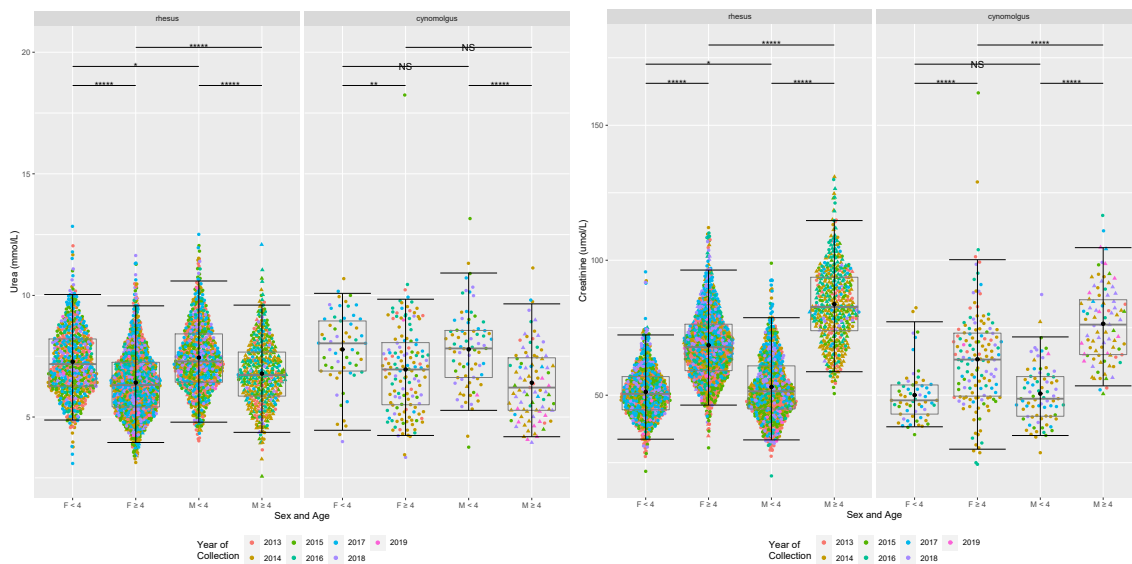 rhesus cynomolgus
20
15
10
5
Urea (mmol/L)
***** NS
* NS
***** ***** ** *****
F < 4 F ≥ 4 M < 4 M ≥ 4 F < 4 F ≥ 4 M < 4 M ≥ 4
Sex and Age
Year of Collection
2013 2015 2017 2019
2014 2016 2018
rhesus cynomolgus
150
100
50
Creatinine (umol/L)
***** *****
* NS
***** ***** ***** *****
F < 4 F ≥ 4 M < 4 M ≥ 4 F < 4 F ≥ 4 M < 4 M ≥ 4
Sex and Age
Year of Collection
2013 2015 2017 2019
2014 2016 2018